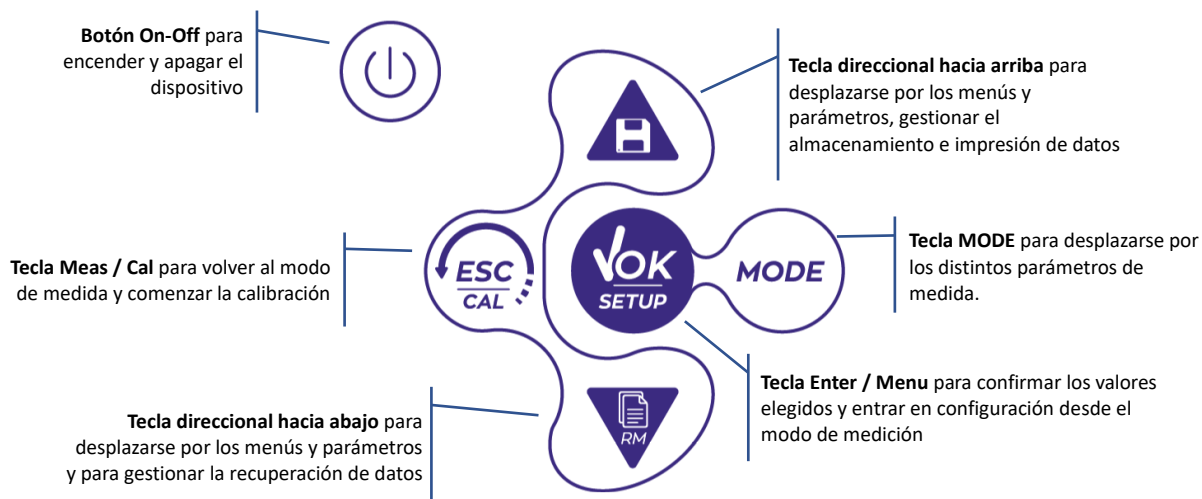 Botón On-Off para
encender y apagar el
dispositivo
Tecla direccional hacia arriba para
desplazarse por los menús y
parámetros, gestionar el
almacenamiento e impresión de datos
Tecla Meas / Cal para volver al modo
de medida y comenzar la calibración
ESC
CAL
OK
SETUP
MODE
Tecla MODE para desplazarse por
los distintos parámetros de
medida.
Tecla direccional hacia abajo para
desplazarse por los menús y parámetros
y para gestionar la recuperación de datos
RM
Tecla Enter / Menu para confirmar los valores
elegidos y entrar en configuración desde el
modo de medición